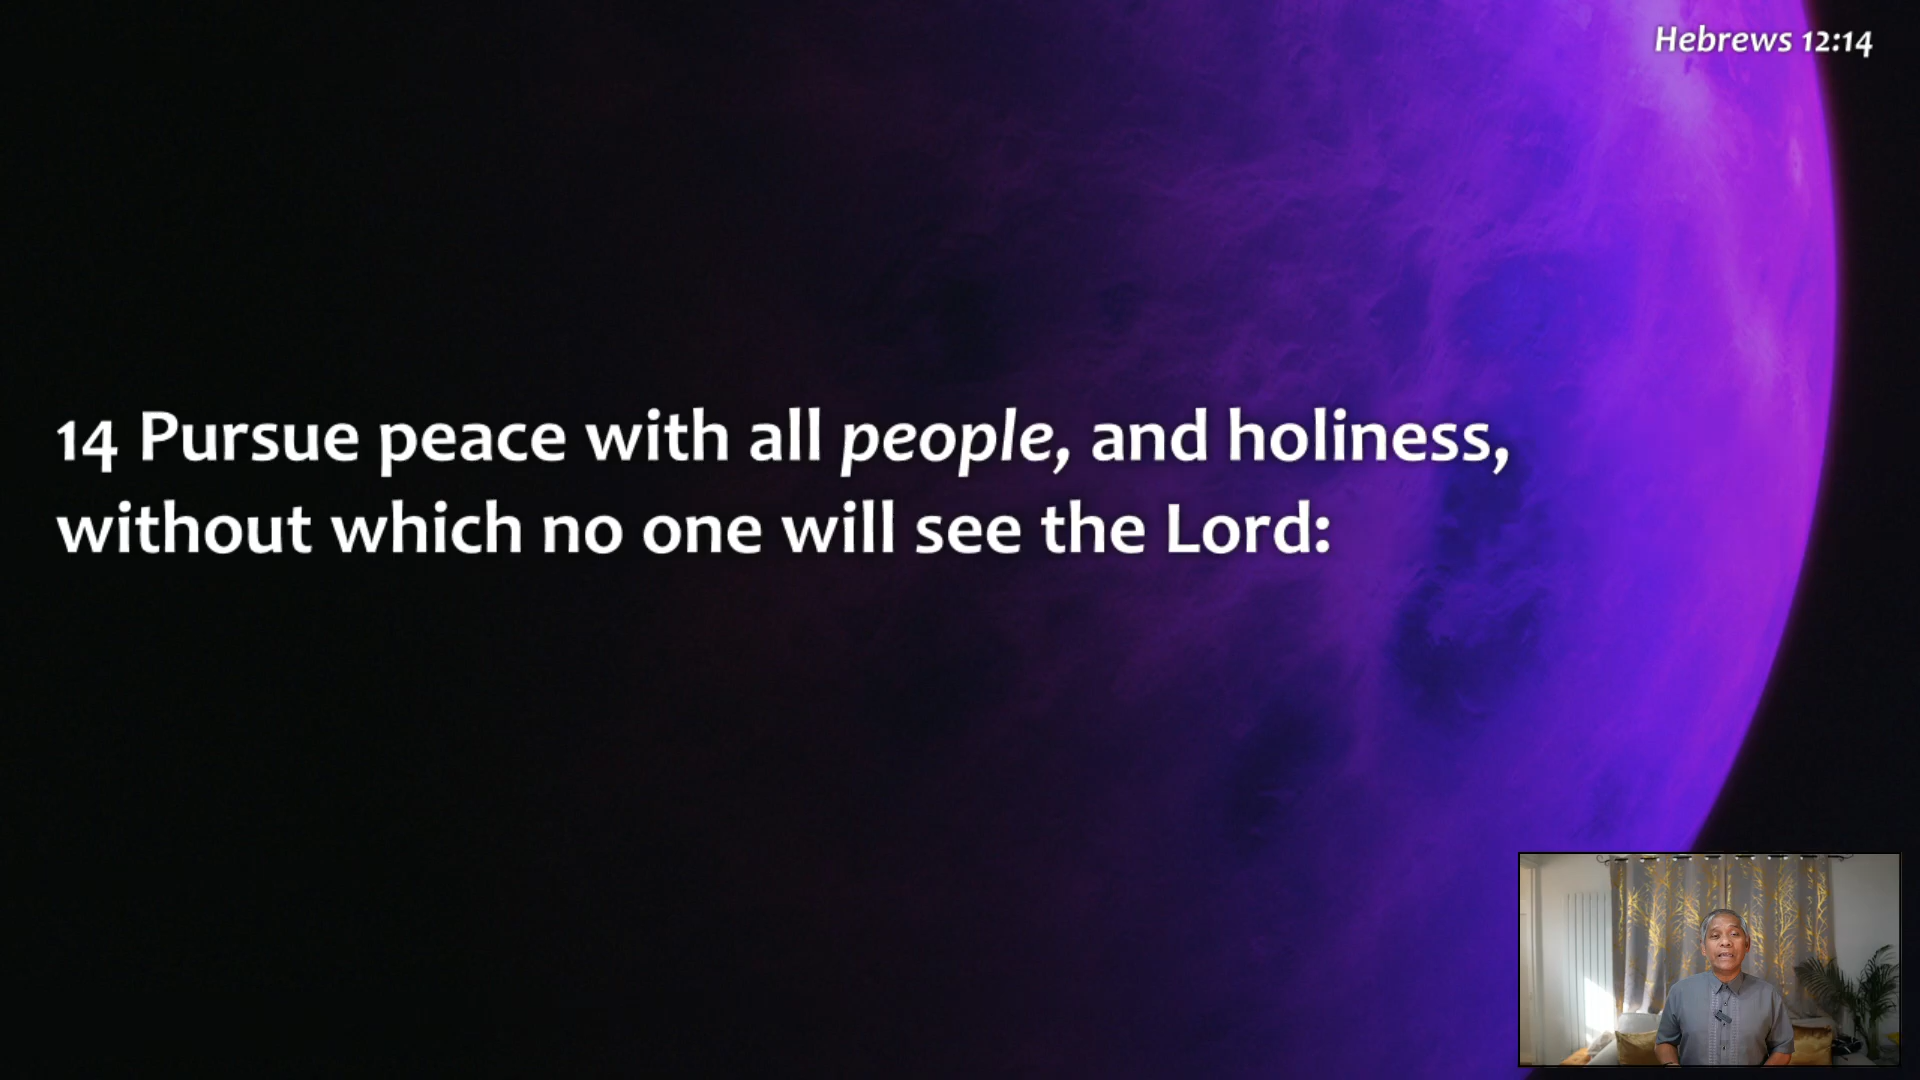 Hebrews 12:14
14 Pursue peace with all people, and holiness,
without which no one will see the Lord: